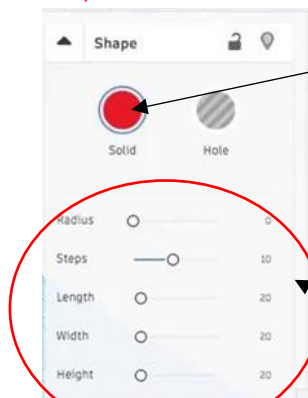 Shape
Solid Hole
Radius 0
Steps 10
Length 20
Width 20
Height 20